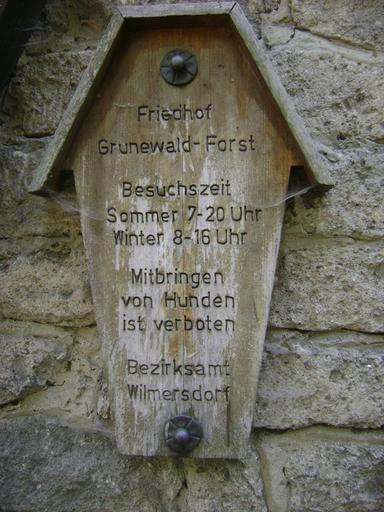 Friedhof
Grunewald-Forst
Besuchszeit
Sommer 7-20 Uhr
Winter 8-16 Uhr
Mitbringen
von Hunden
ist verboten
Bezirksamt
Wilmersdorf